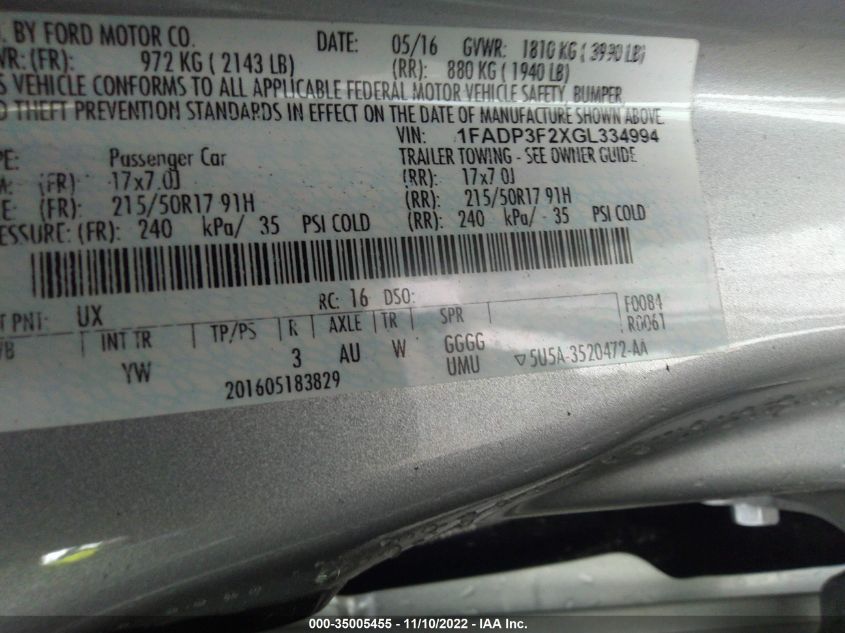 BY FORD MOTOR CO. DATE: 05/16 GVWR: 1810 KG ( 3990 LB)
(FR): 972 KG ( 2143 LB) (RR): 880 KG ( 1940 LB)
VEHICLE CONFORMS TO ALL APPLICABLE FEDERAL MOTOR VEHICLE SAFETY, BUMPER,
THEFT PREVENTION STANDARDS IN EFFECT ON THE DATE OF MANUFACTURE SHOWN ABOVE.
VIN: 1FADP3F2XGL334994
Passenger Car TRAILER TOWING - SEE OWNER GUIDE
(FR): 17x7.0J (RR): 17x7.0J
(FR): 215/50R17 91H (RR): 215/50R17 91H
(FR): 240 kPa/ 35 PSI COLD (RR): 240 kPa/ 35 PSI COLD
RC: 16 DSO:
PNT: UX F0084
INT TR TP/PS R AXLE TR SPR R0061
YW 3 AU W GGGG ▽5U5A-3520472-AA
UMU
201605183829
000-35005455 - 11/10/2022 - IAA Inc.